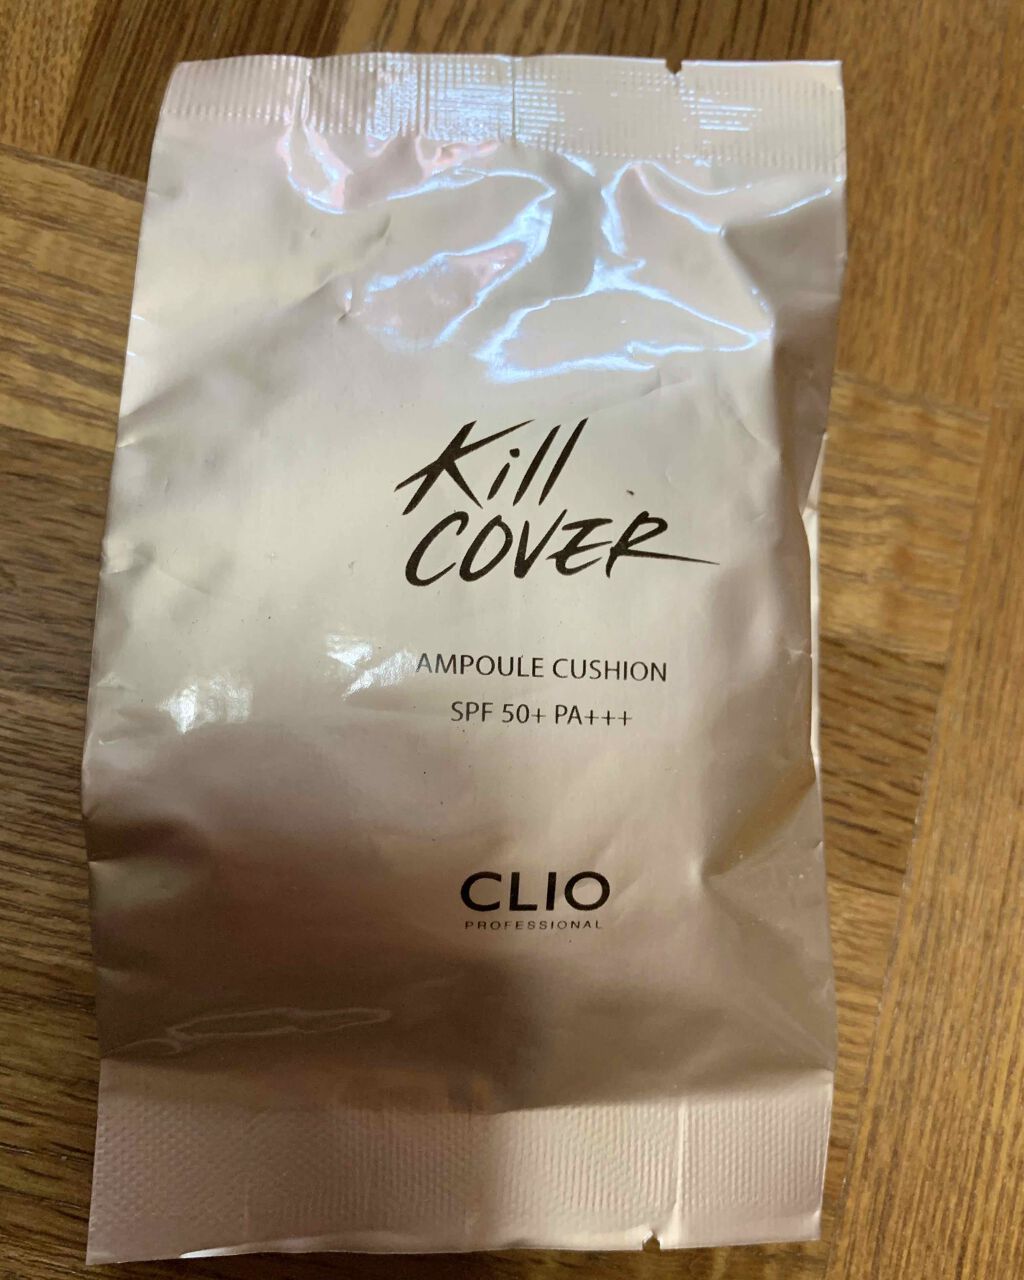 Kill
COVER
AMPOULE CUSHION
SPF 50+ PA+++
CLIO
PROFESSIONAL